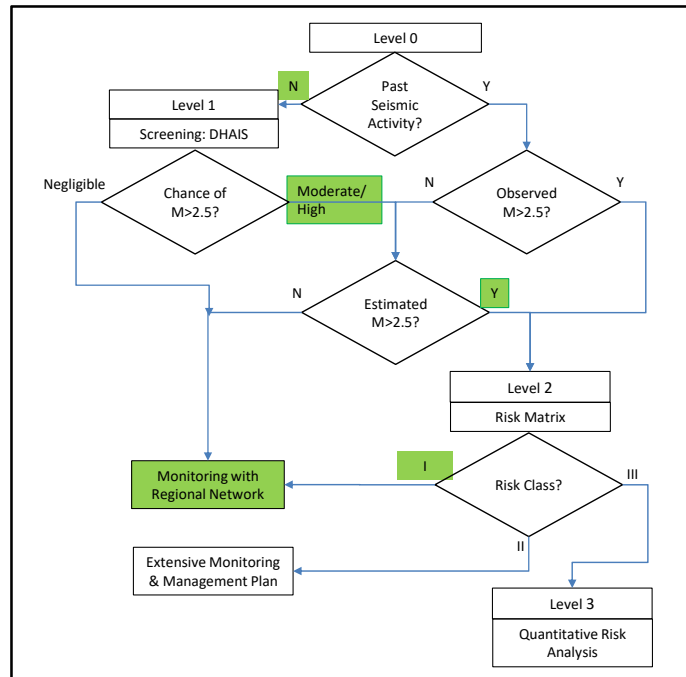 Level 0
Past
Seismic
Activity?
N
Y
Level 1
Screening: DHAIS
Negligible
Chance of
M>2.5?
Moderate/
High
N
Observed
M>2.5?
Y
N
Estimated
M>2.5?
Y
Level 2
Risk Matrix
Monitoring with
Regional Network
I
Risk Class?
III
II
Extensive Monitoring
& Management Plan
Level 3
Quantitative Risk
Analysis